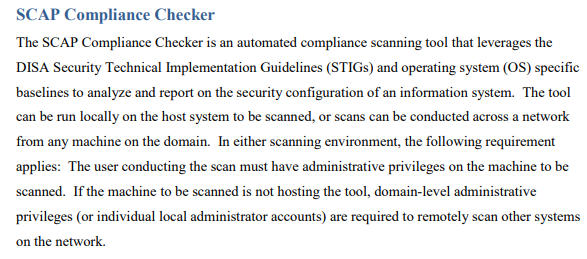 SCAP Compliance Checker
The SCAP Compliance Checker is an automated compliance scanning tool that leverages the
DISA Security Technical Implementation Guidelines (STIGs) and operating system (OS) specific
baselines to analyze and report on the security configuration of an information system.  The tool
can be run locally on the host system to be scanned, or scans can be conducted across a network
from any machine on the domain.  In either scanning environment, the following requirement
applies:  The user conducting the scan must have administrative privileges on the machine to be
scanned.  If the machine to be scanned is not hosting the tool, domain-level administrative
privileges (or individual local administrator accounts) are required to remotely scan other systems
on the network.